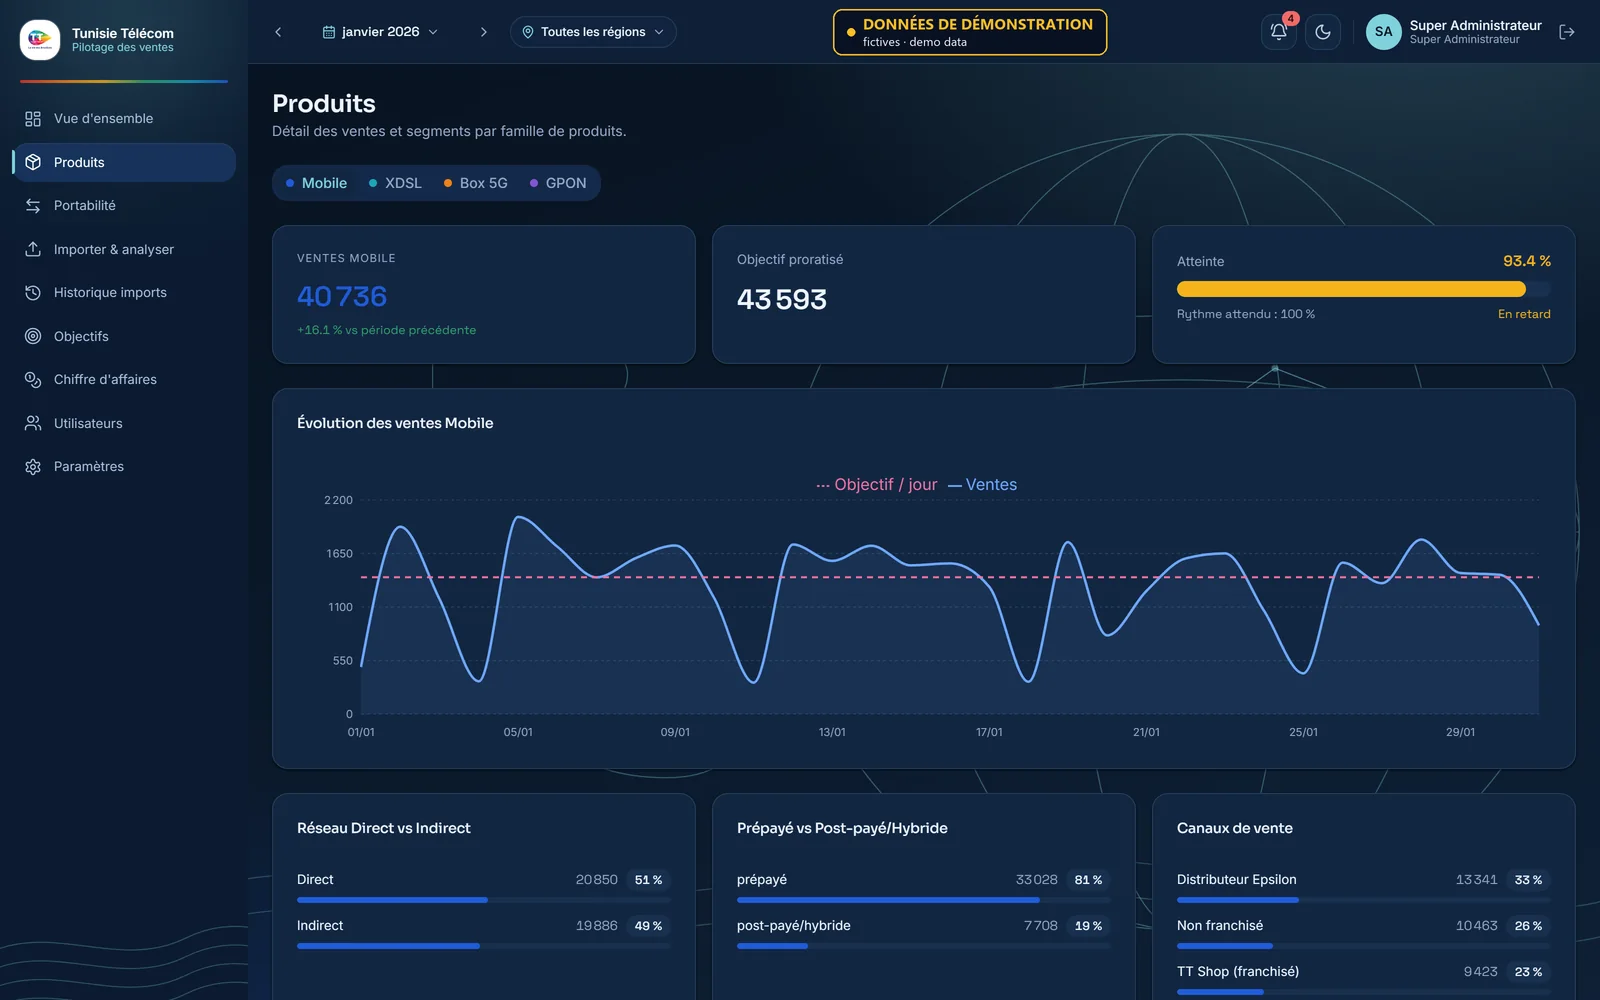 Tunisie Télécom
Pilotage des ventes
janvier 2026
Toutes les régions
DONNÉES DE DÉMONSTRATION
fictives · demo data
4
SA
Super Administrateur
Super Administrateur
Vue d'ensemble
Produits
Portabilité
Importer & analyser
Historique imports
Objectifs
Chiffre d'affaires
Utilisateurs
Paramètres
Produits
Détail des ventes et segments par famille de produits.
Mobile
XDSL
Box 5G
GPON
VENTES MOBILE
40 736
+16.1 % vs période précédente
Objectif proratisé
43 593
Atteinte
93.4 %
Rythme attendu : 100 %
En retard
Évolution des ventes Mobile
Objectif / jour
Ventes
2 200
1 650
1 100
550
0
01/01
05/01
09/01
13/01
17/01
21/01
25/01
29/01
Réseau Direct vs Indirect
Direct
20 850
51 %
Indirect
19 886
49 %
Prépayé vs Post-payé/Hybride
prépayé
33 028
81 %
post-payé/hybride
7 708
19 %
Canaux de vente
Distributeur Epsilon
13 341
33 %
Non franchisé
10 463
26 %
TT Shop (franchisé)
9 423
23 %